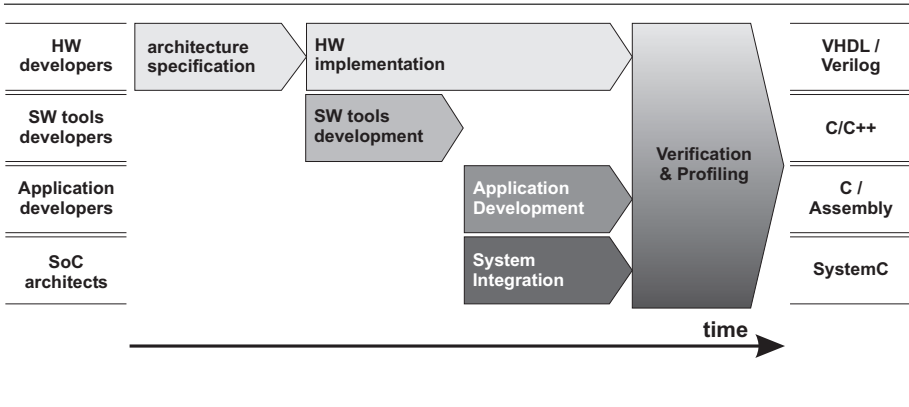 HW
developers
architecture
specification
HW
implementation
VHDL /
Verilog
SW tools
developers
SW tools
development
C/C++
Verification
& Profiling
Application
developers
Application
Development
C /
Assembly
SoC
architects
System
Integration
SystemC
time